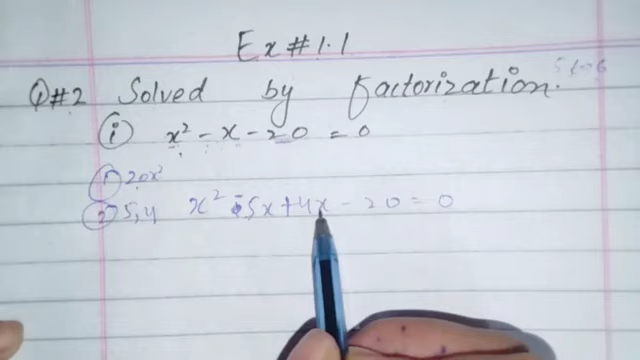 Ex#1.1
Q#2 Solved by factorization.
(i) x² - x - 20 = 0
(1) 20x²
(2) 5,4 x² -5x+4x - 20 = 0